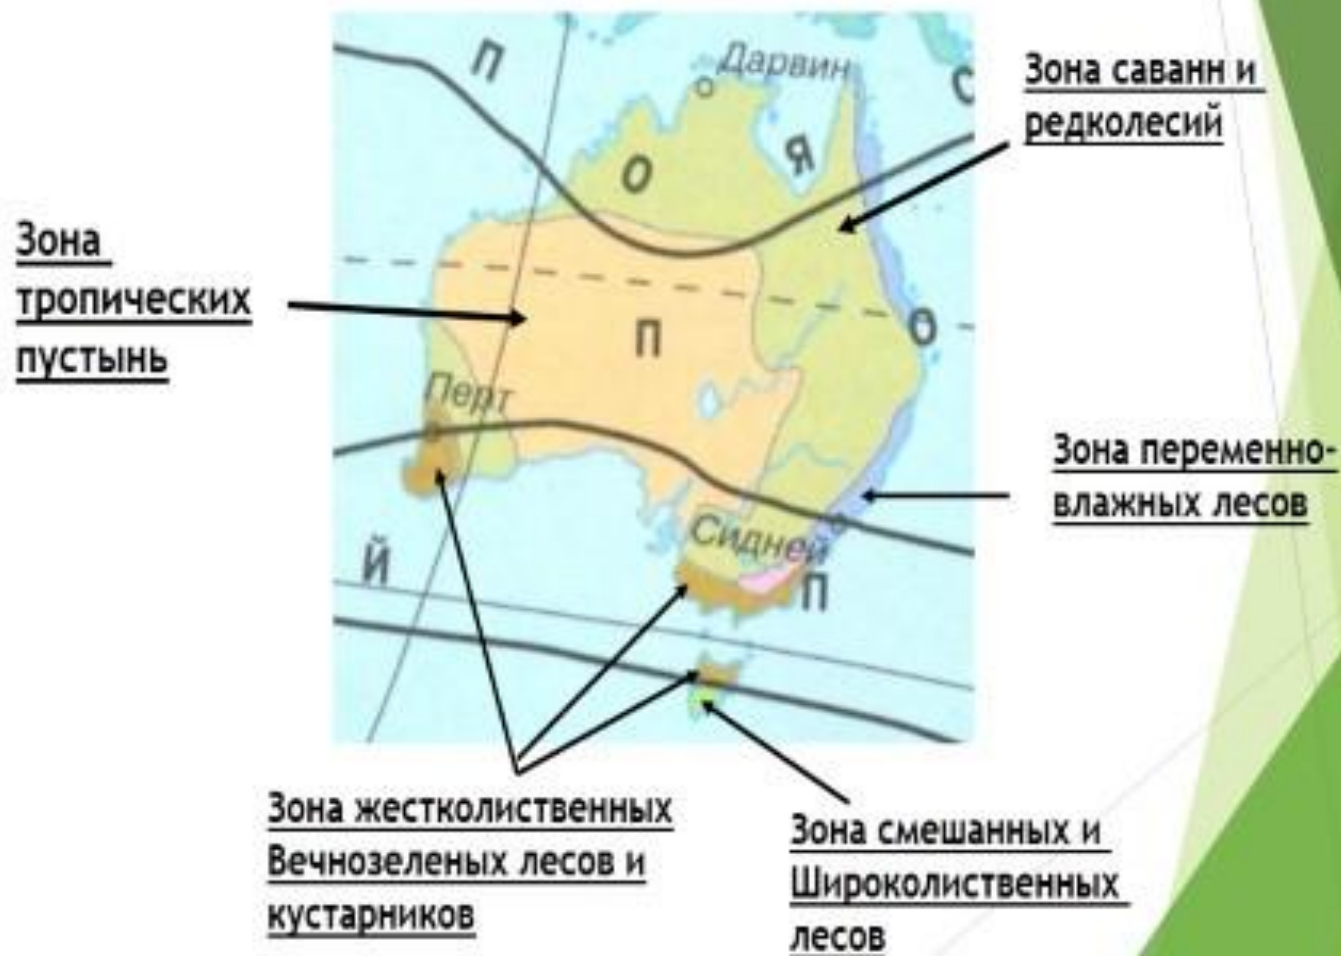 П
Дарвин
С
О
Я
Зона саванн и
редколесий
Зона
тропических
пустынь
П
О
Перт
Зона переменно-
влажных лесов
Сидней
Й
П
Зона жестколиственных
Вечнозеленых лесов и
кустарников
Зона смешанных и
Широколиственных
лесов